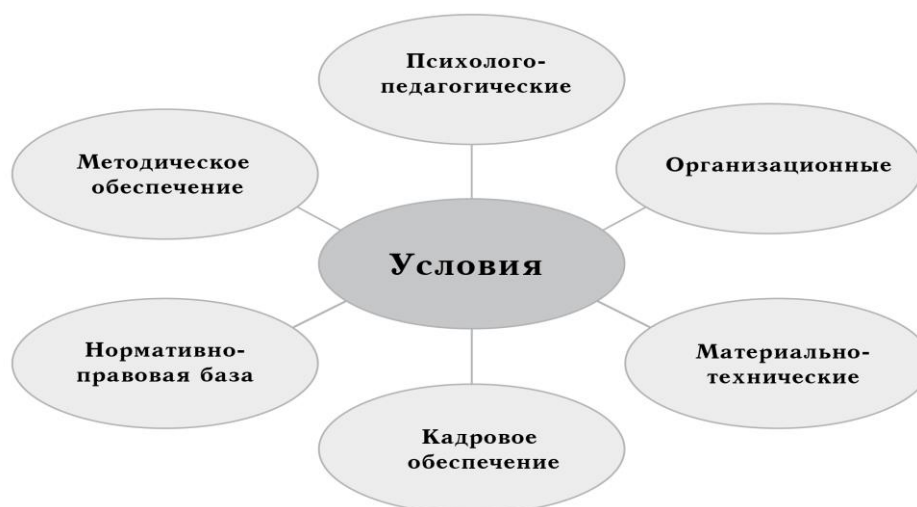 Психолого-
педагогические
Методическое
обеспечение
Организационные
Условия
Нормативно-
правовая база
Материально-
технические
Кадровое
обеспечение